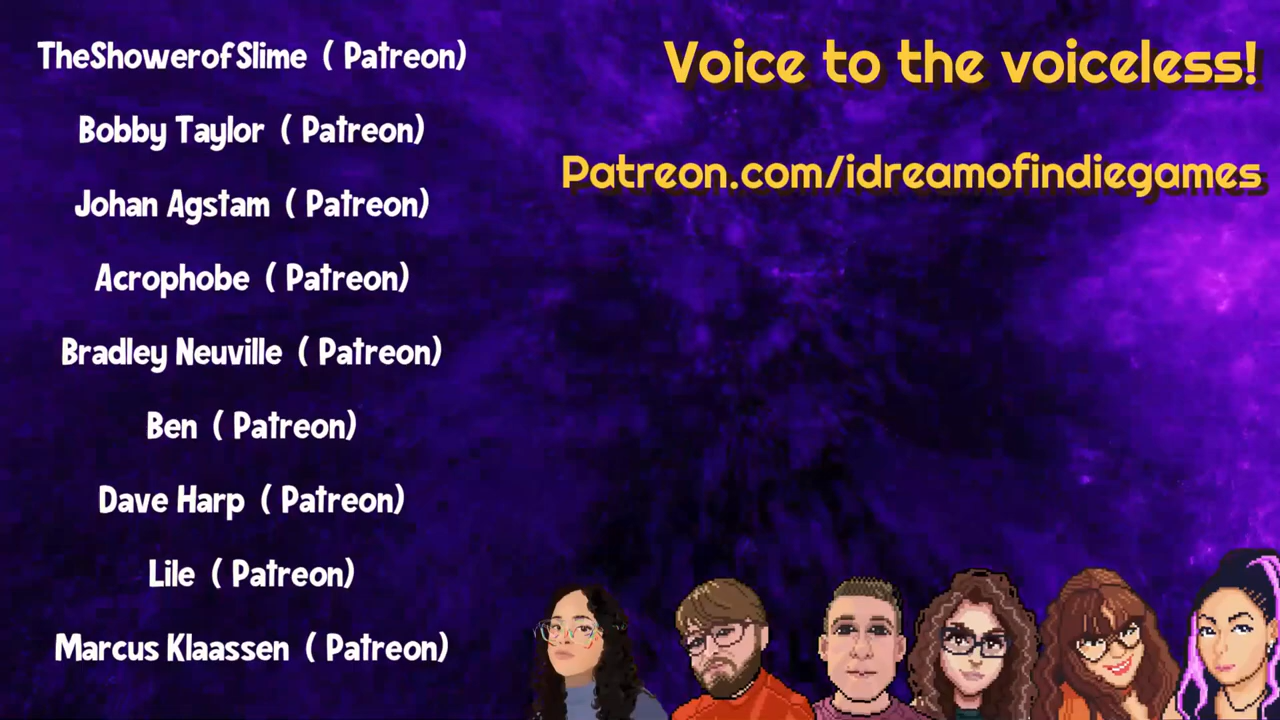 TheShowerofSlime ( Patreon)
Bobby Taylor ( Patreon)
Johan Agstam ( Patreon)
Acrophobe ( Patreon)
Bradley Neuville ( Patreon)
Ben ( Patreon)
Dave Harp ( Patreon)
Lile ( Patreon)
Marcus Klaassen ( Patreon)
Voice to the voiceless!
Patreon.com/idreamofindiegames